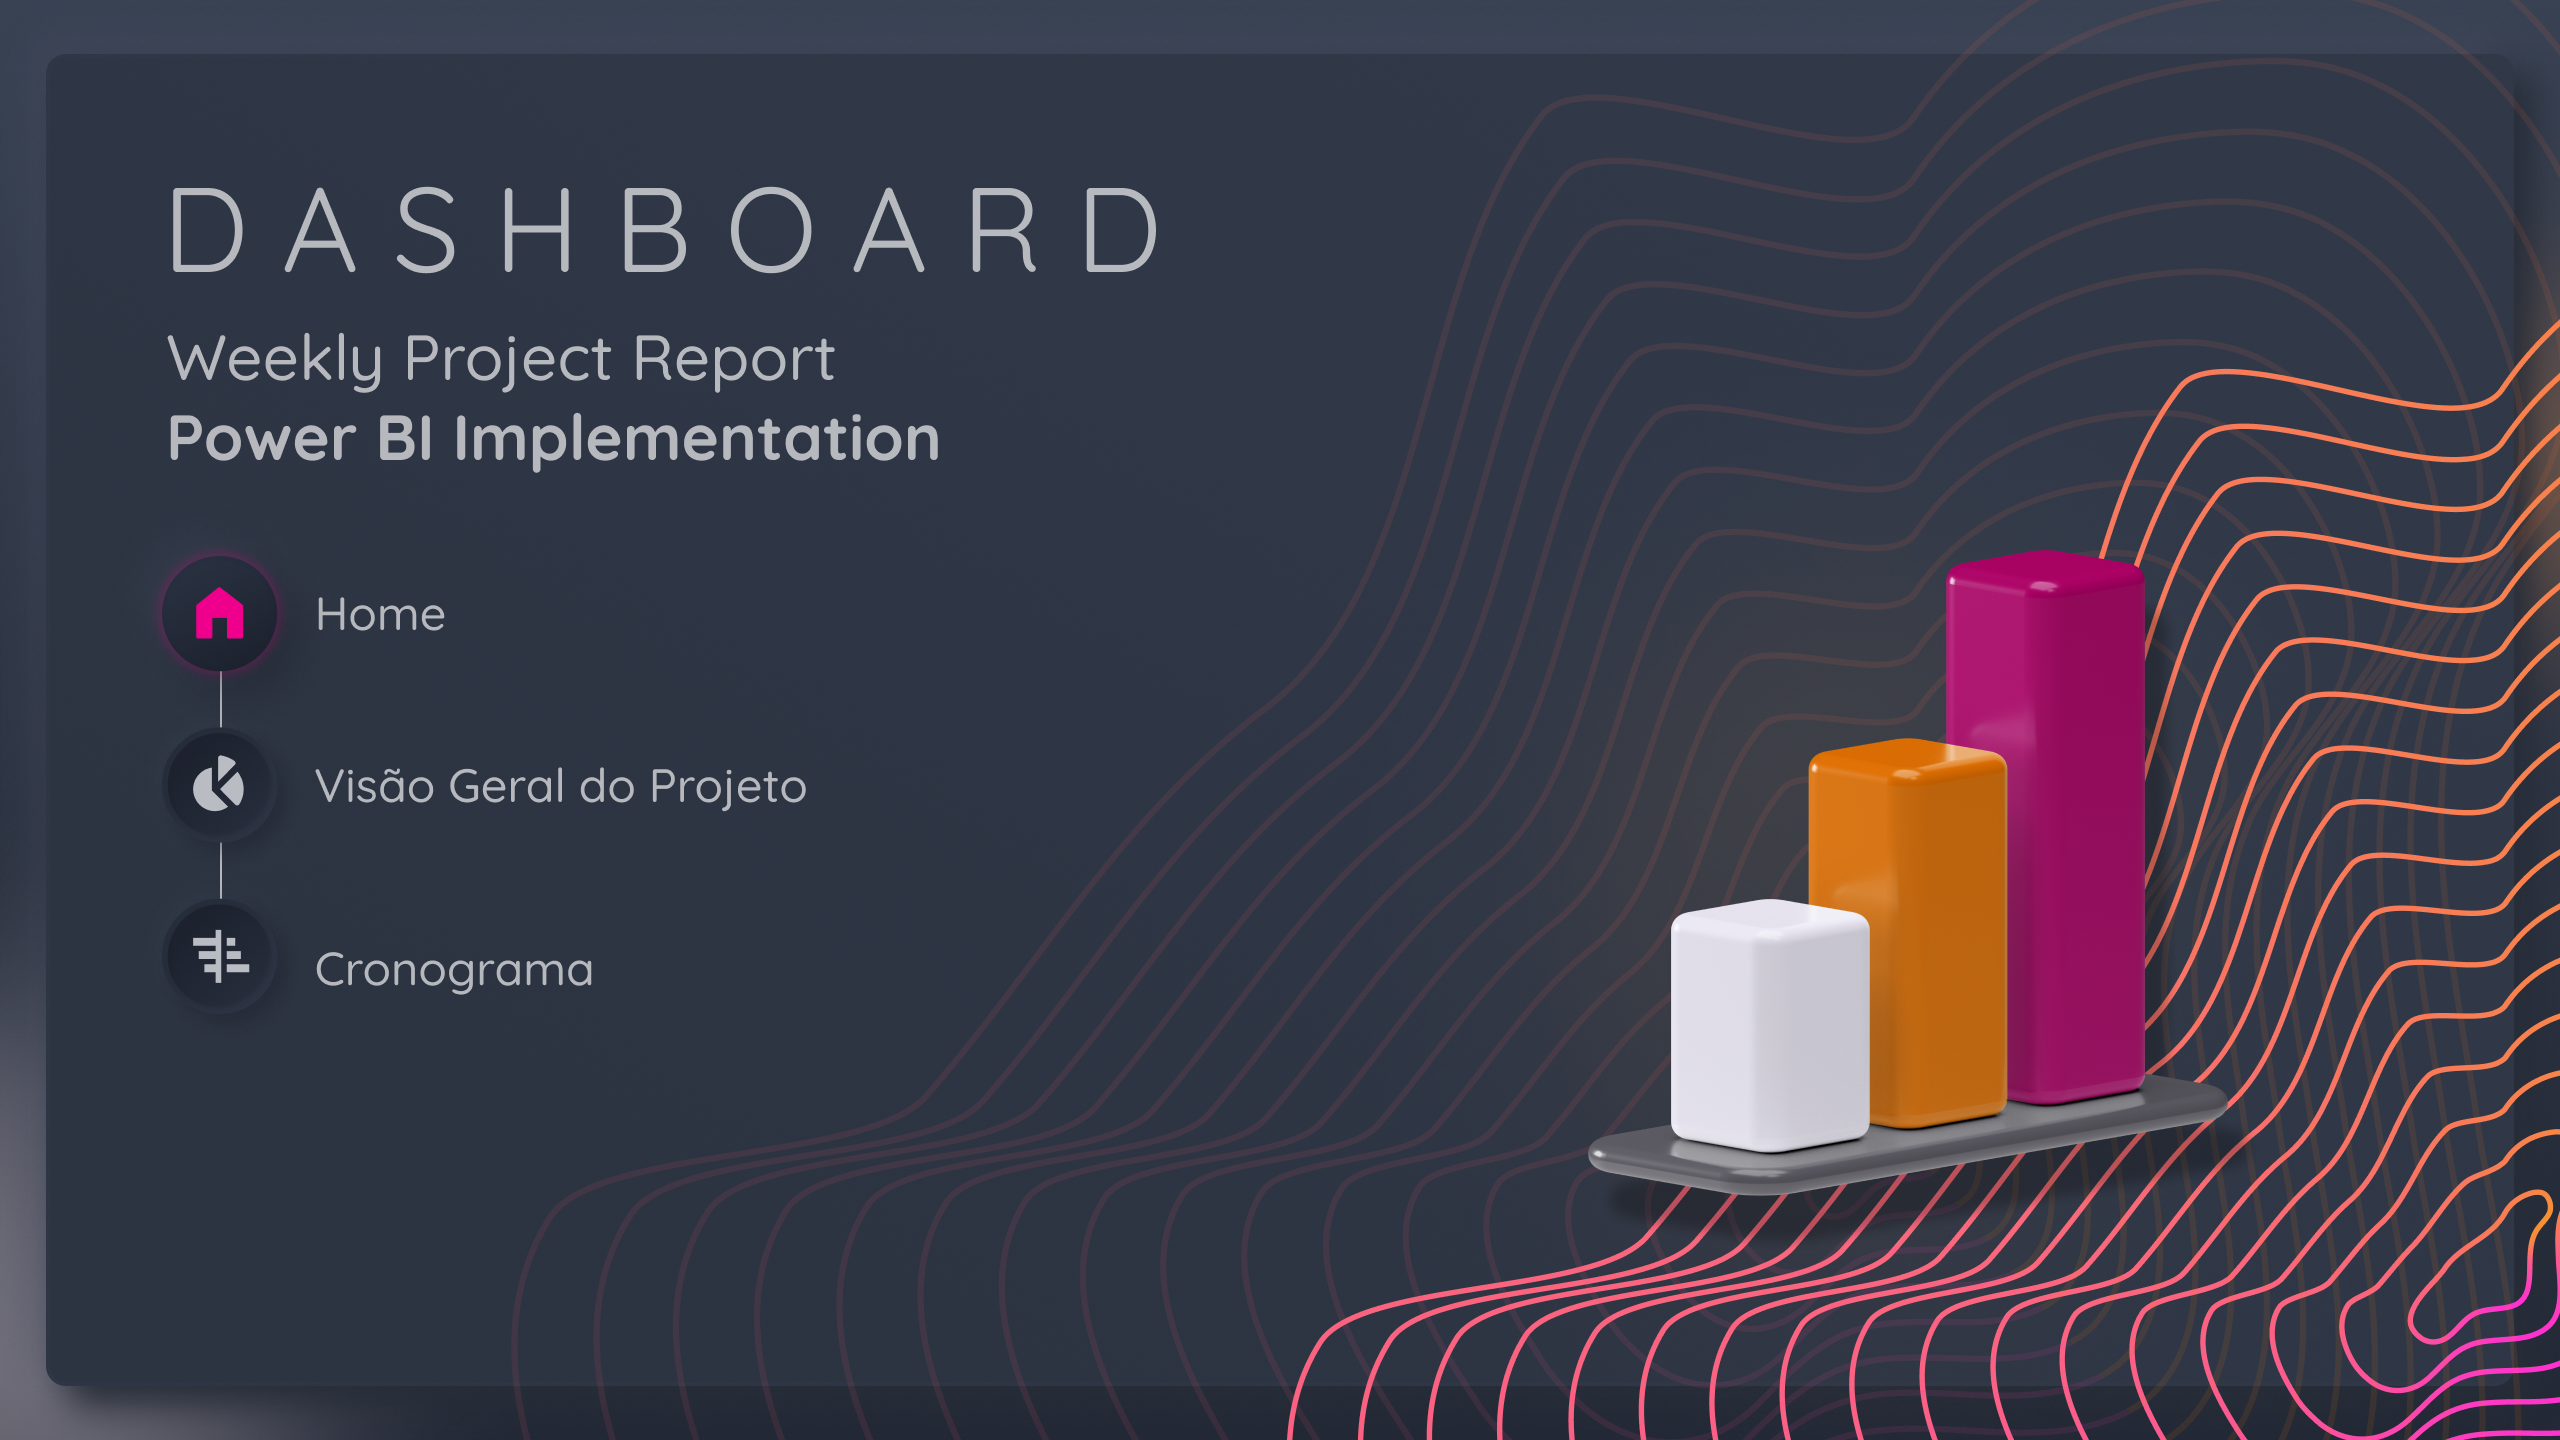 DASHBOARD
Weekly Project Report
Power BI Implementation
Home
Visão Geral do Projeto
Cronograma